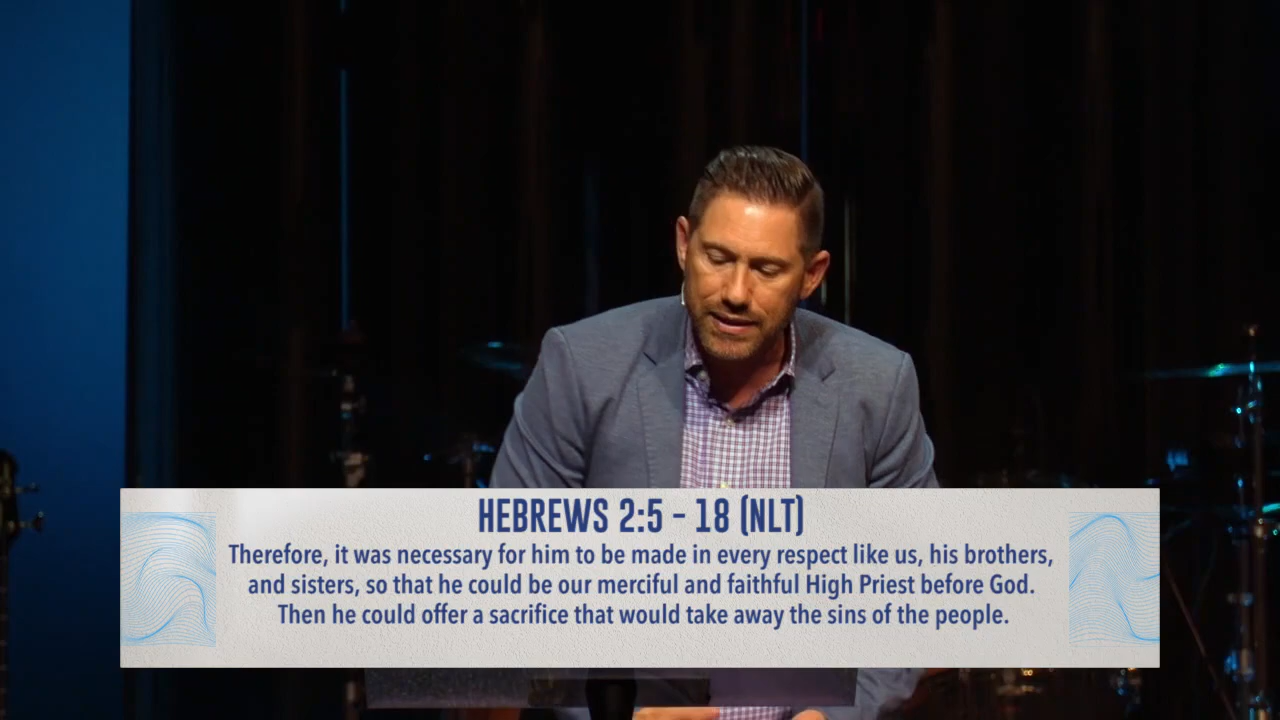 HEBREWS 2:5 - 18 (NLT)
Therefore, it was necessary for him to be made in every respect like us, his brothers,
and sisters, so that he could be our merciful and faithful High Priest before God.
Then he could offer a sacrifice that would take away the sins of the people.